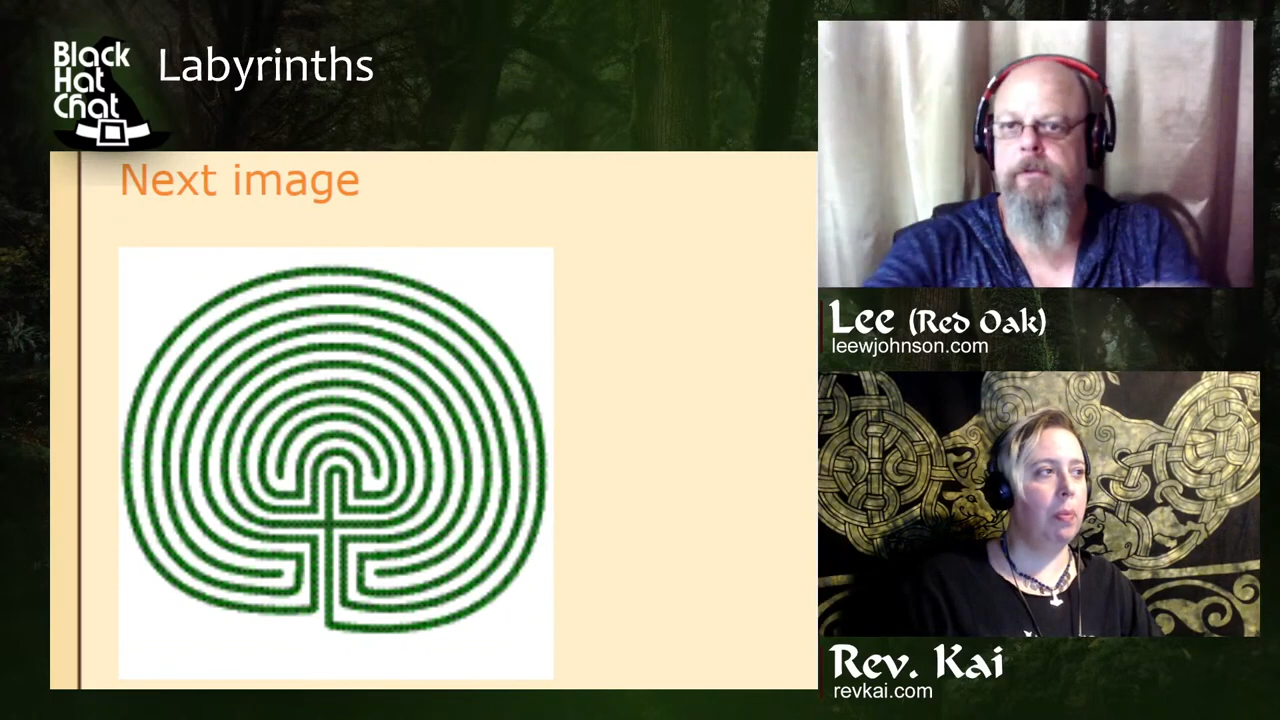 Black
Hat
Chat
Labyrinths
Next image
Lee (Red Oak)
leewjohnson.com
Rev. Kai
revkai.com